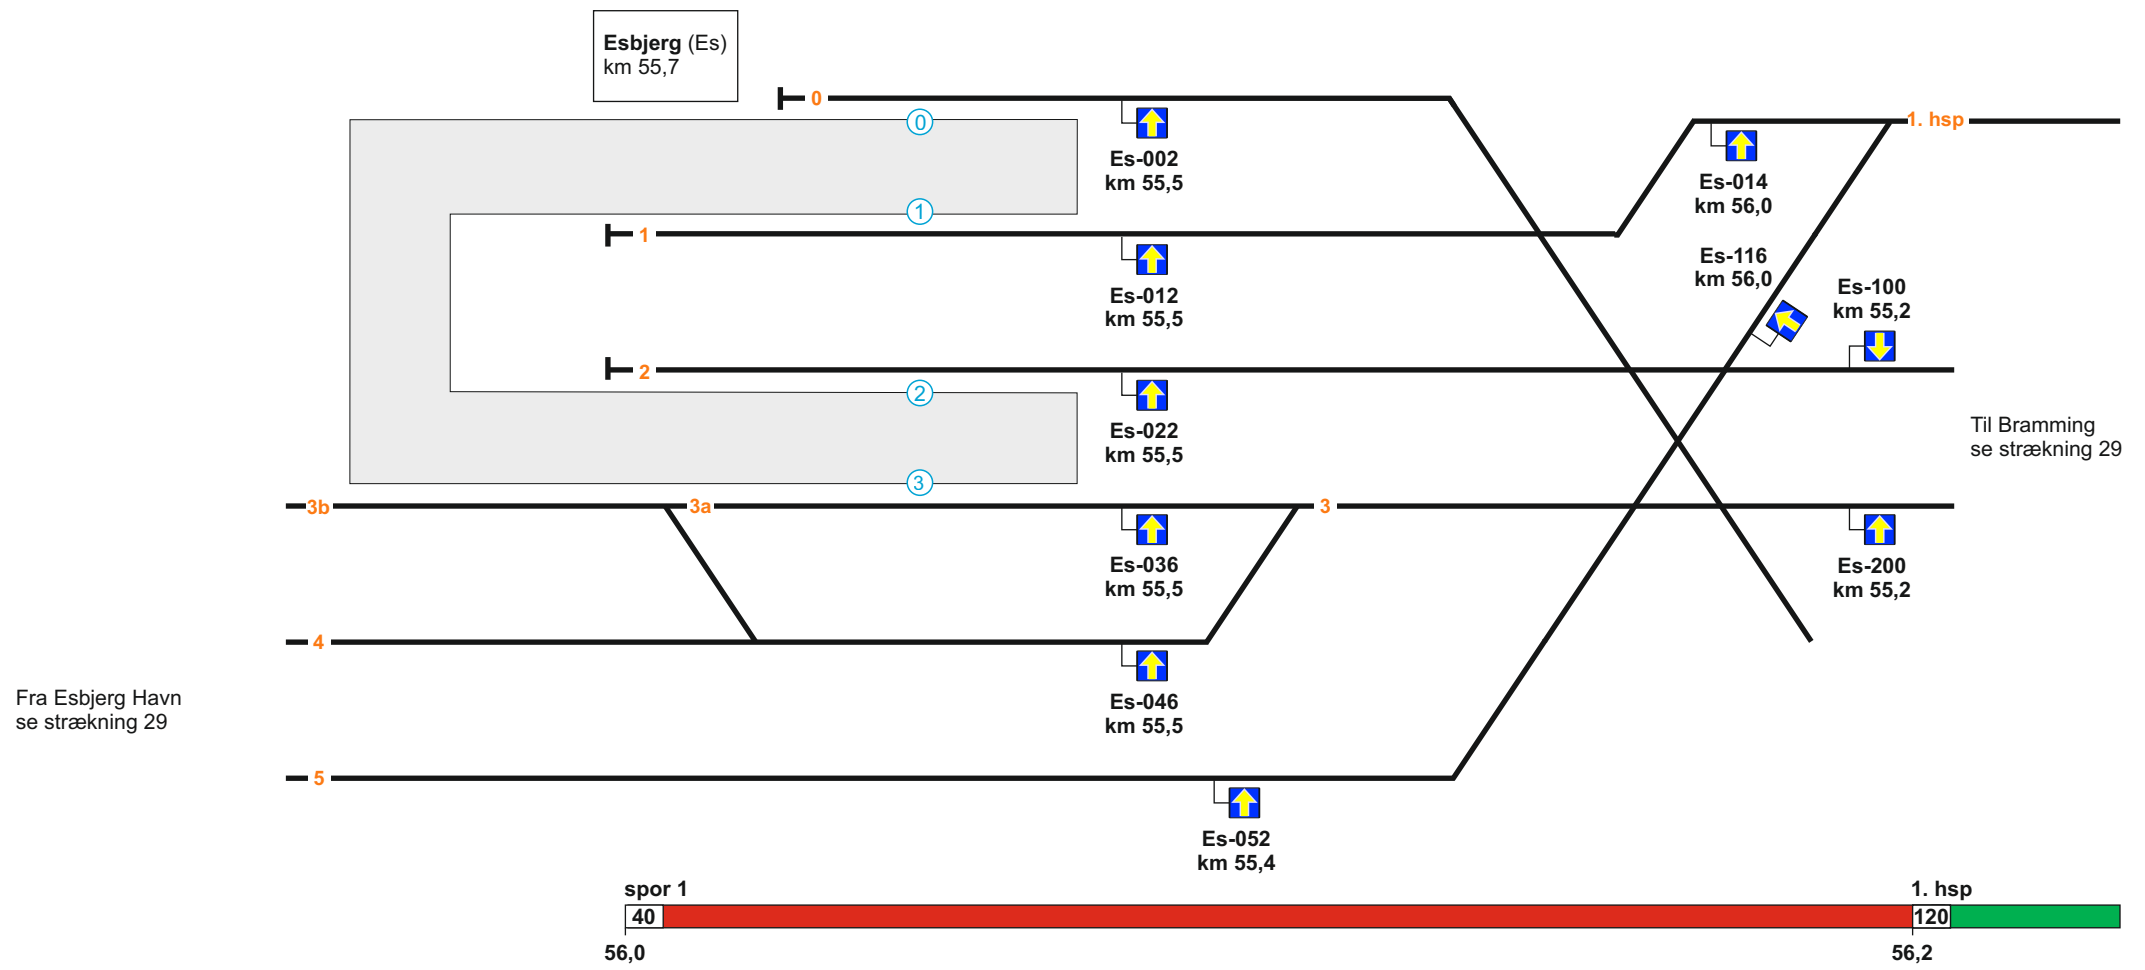 Esbjerg (Es)
km 55,7
0
0
1. hsp
Es-002
km 55,5
Es-014
km 56,0
1
1
Es-116
km 56,0
Es-012
km 55,5
Es-100
km 55,2
2
2
Es-022
km 55,5
Til Bramming
se strækning 29
3
3b
3a
3
Es-036
km 55,5
Es-200
km 55,2
4
Es-046
km 55,5
Fra Esbjerg Havn
se strækning 29
5
Es-052
km 55,4
spor 1
1. hsp
40
120
56,0
56,2